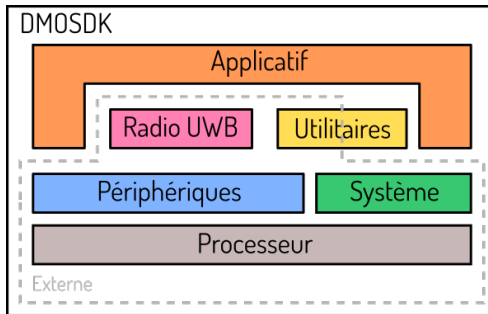 DMOSDK
Applicatif
Radio UWB
Utilitaires
Périphériques
Système
Processeur
Externe